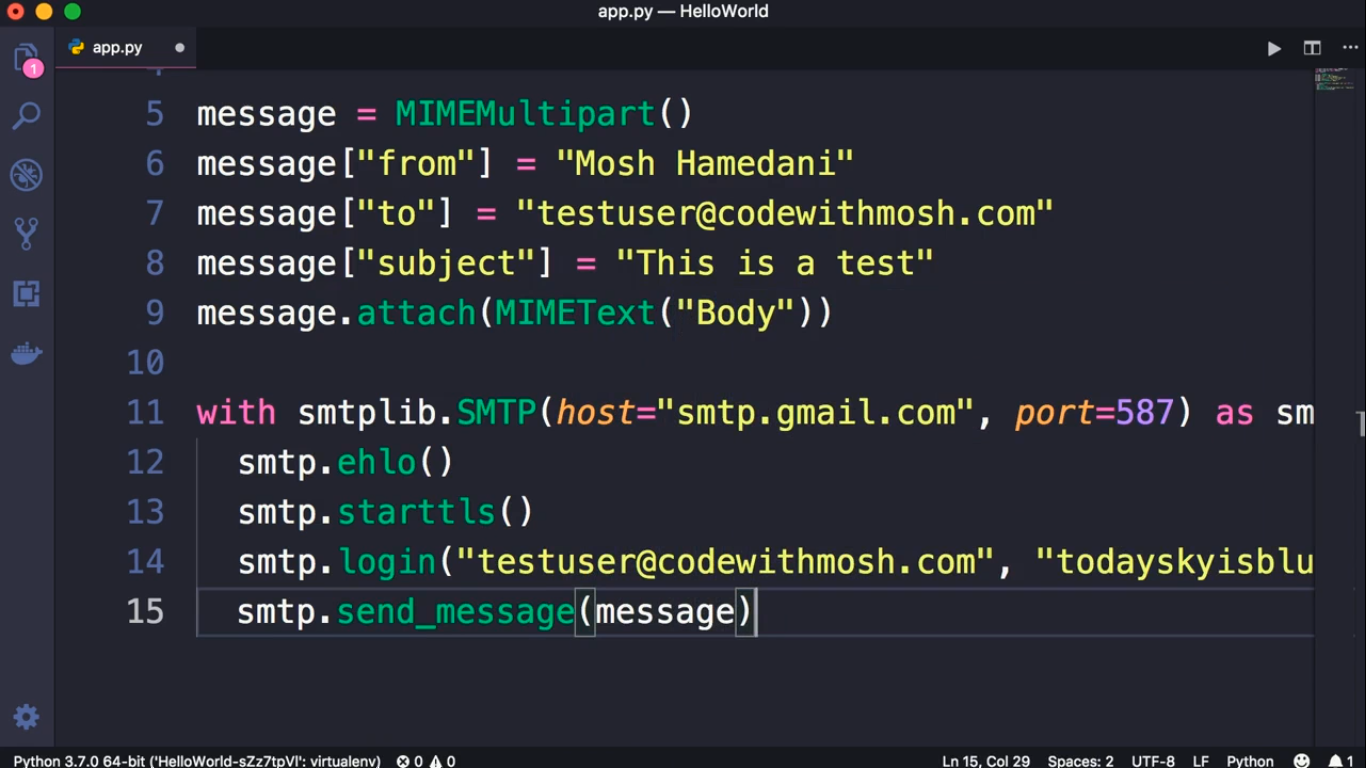 app.py — HelloWorld
app.py
1
5 message = MIMEMultipart()
6 message["from"] = "Mosh Hamedani"
7 message["to"] = "testuser@codewithmosh.com"
8 message["subject"] = "This is a test"
9 message.attach(MIMEText("Body"))
10
11 with smtplib.SMTP(host="smtp.gmail.com", port=587) as sm
12 smtp.ehlo()
13 smtp.starttls()
14 smtp.login("testuser@codewithmosh.com", "todayskyisblu
15 smtp.send_message(message)
Python 3.7.0 64-bit ('HelloWorld-sZz7tpVl': virtualenv) 0 0 Ln 15, Col 29 Spaces: 2 UTF-8 LF Python 1